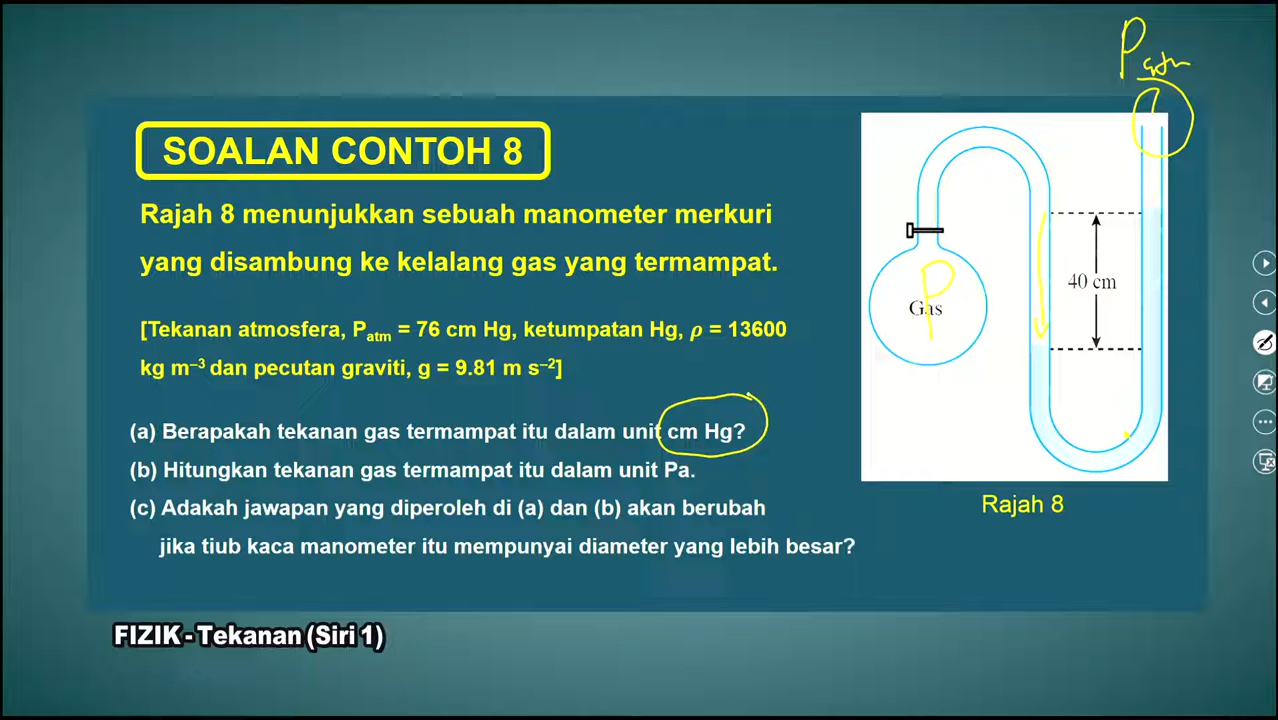 P atm
SOALAN CONTOH 8
Rajah 8 menunjukkan sebuah manometer merkuri
yang disambung ke kelalang gas yang termampat.
[Tekanan atmosfera, Patm = 76 cm Hg, ketumpatan Hg, ρ = 13600
kg m⁻³ dan pecutan graviti, g = 9.81 m s⁻²]
(a) Berapakah tekanan gas termampat itu dalam unit cm Hg?
(b) Hitungkan tekanan gas termampat itu dalam unit Pa.
(c) Adakah jawapan yang diperoleh di (a) dan (b) akan berubah
jika tiub kaca manometer itu mempunyai diameter yang lebih besar?
P
Gas
40 cm
Rajah 8
FIZIK - Tekanan (Siri 1)